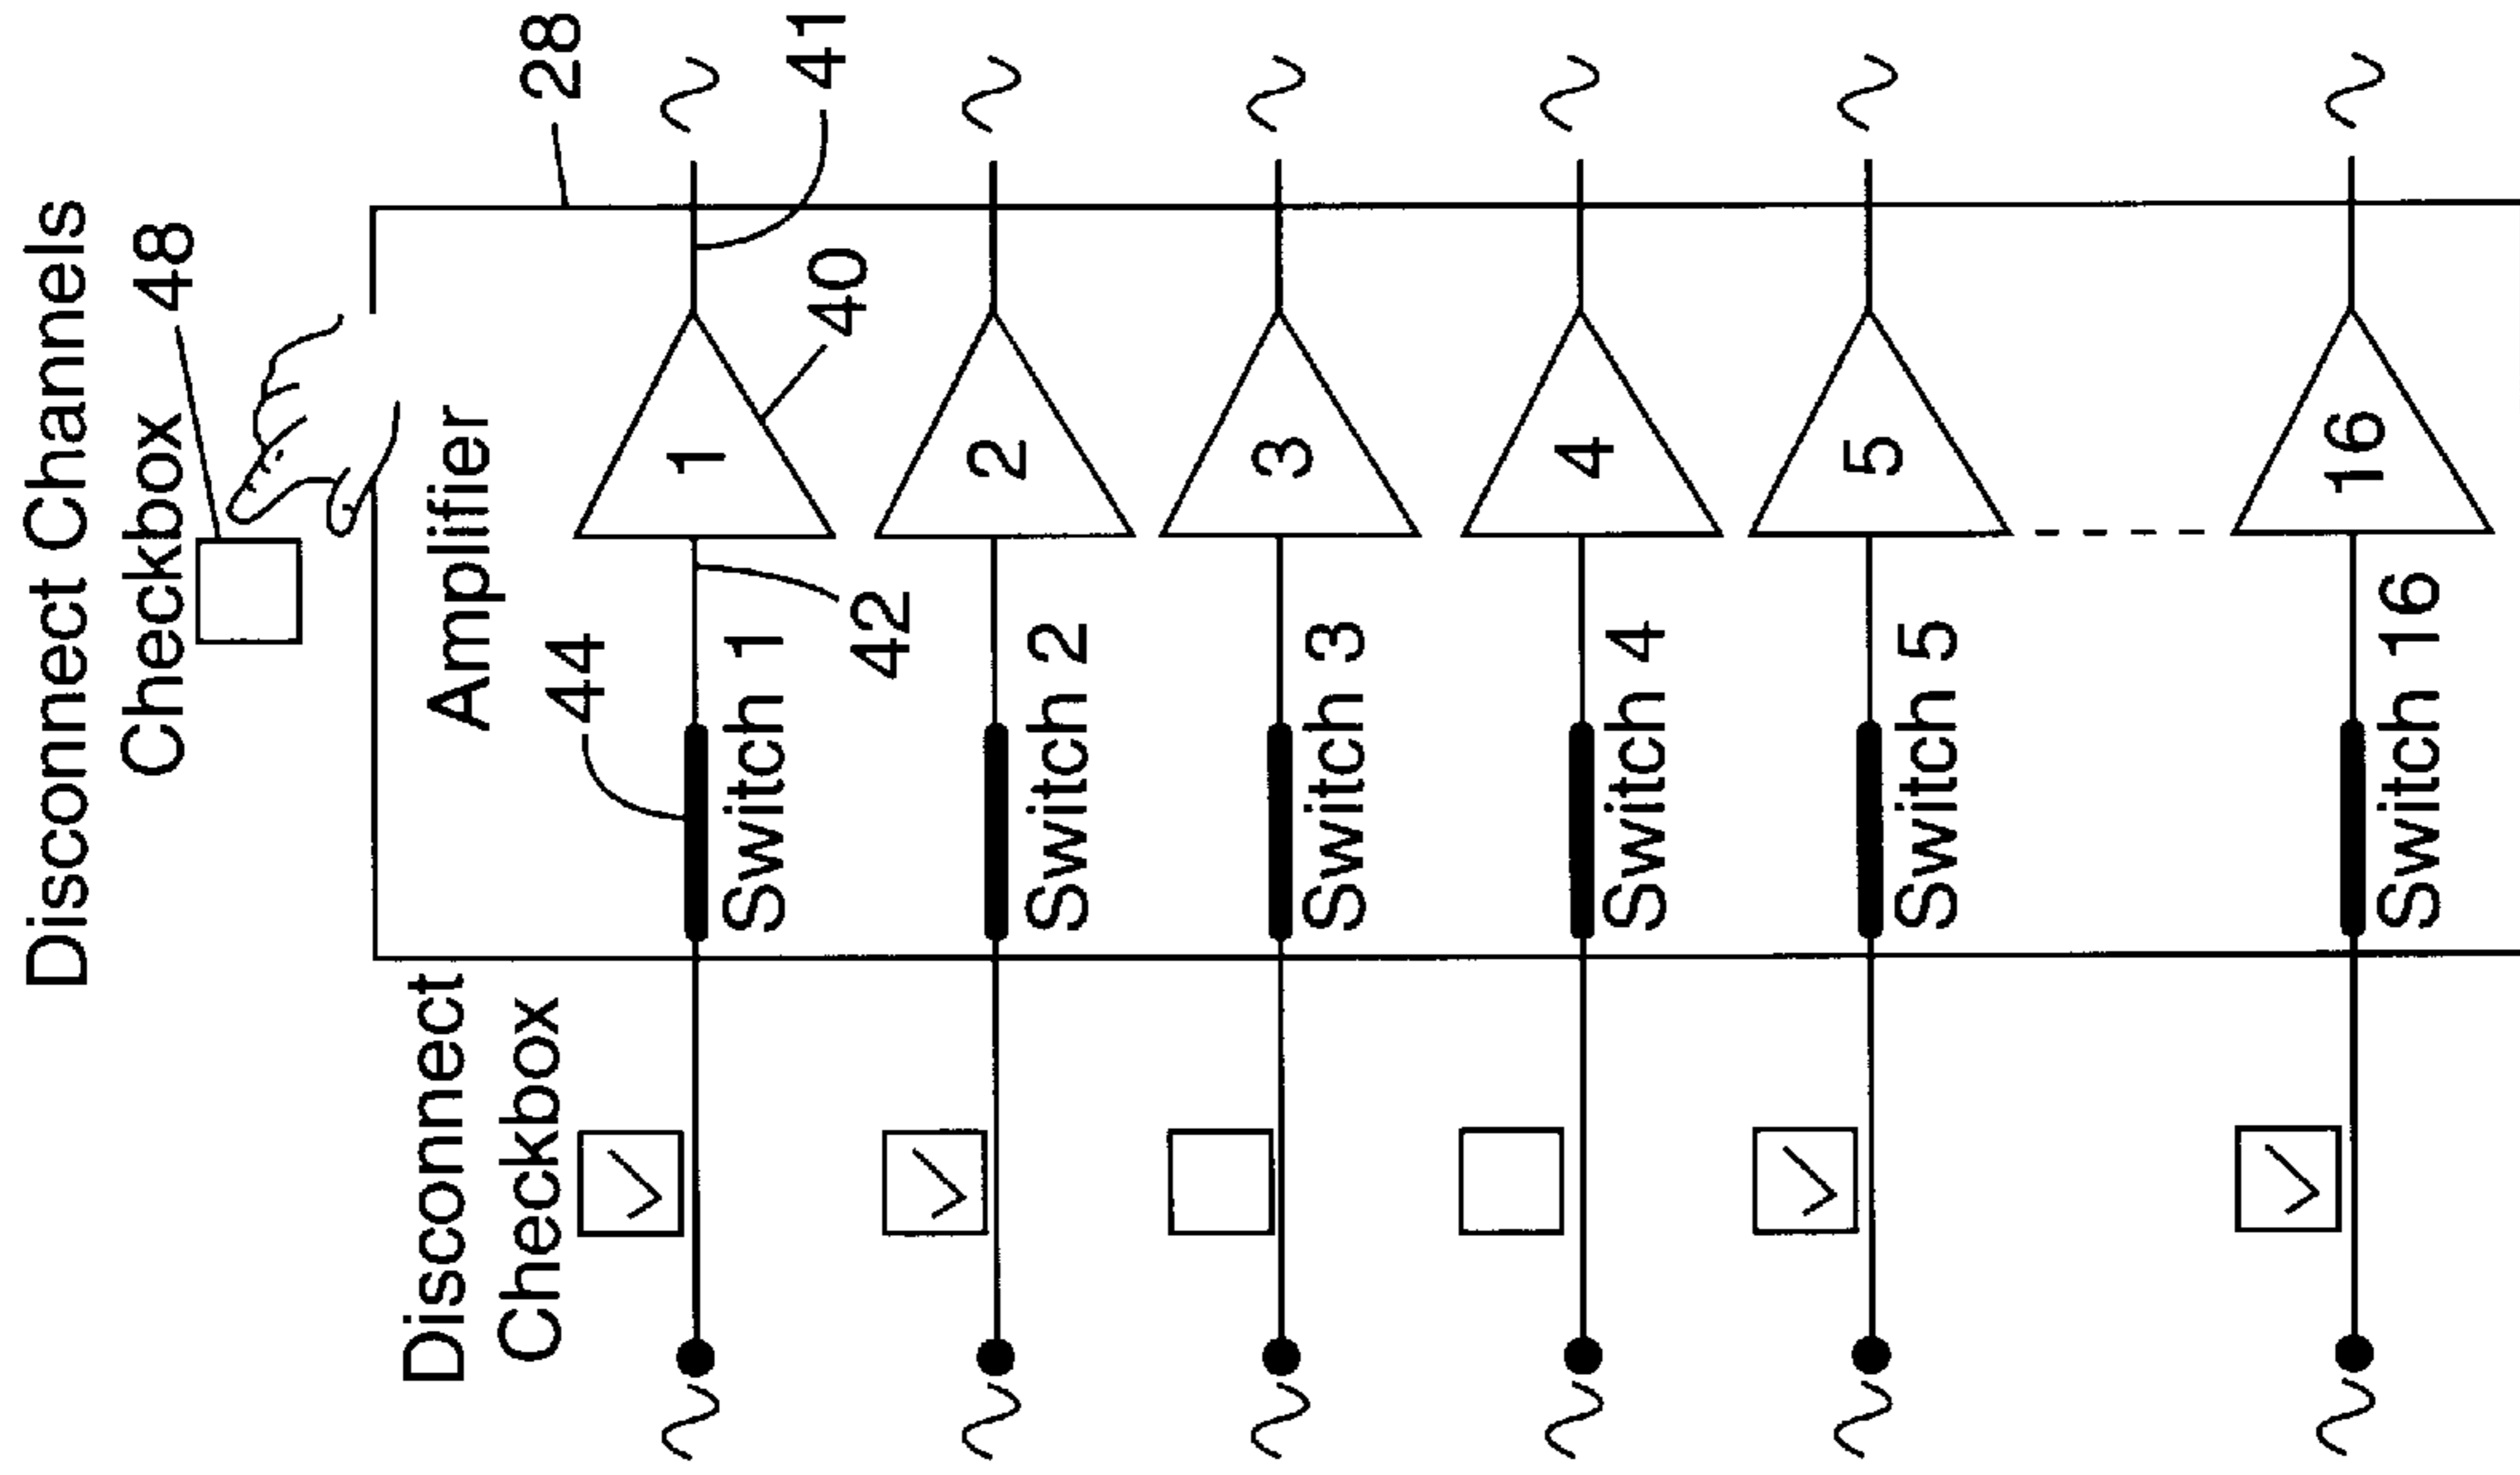 Disconnect Channels
Checkbox 48
28
Disconnect
Checkbox
Amplifier
44
41
1
Switch 1
40
42
2
Switch 2
3
Switch 3
4
Switch 4
5
Switch 5
16
Switch 16